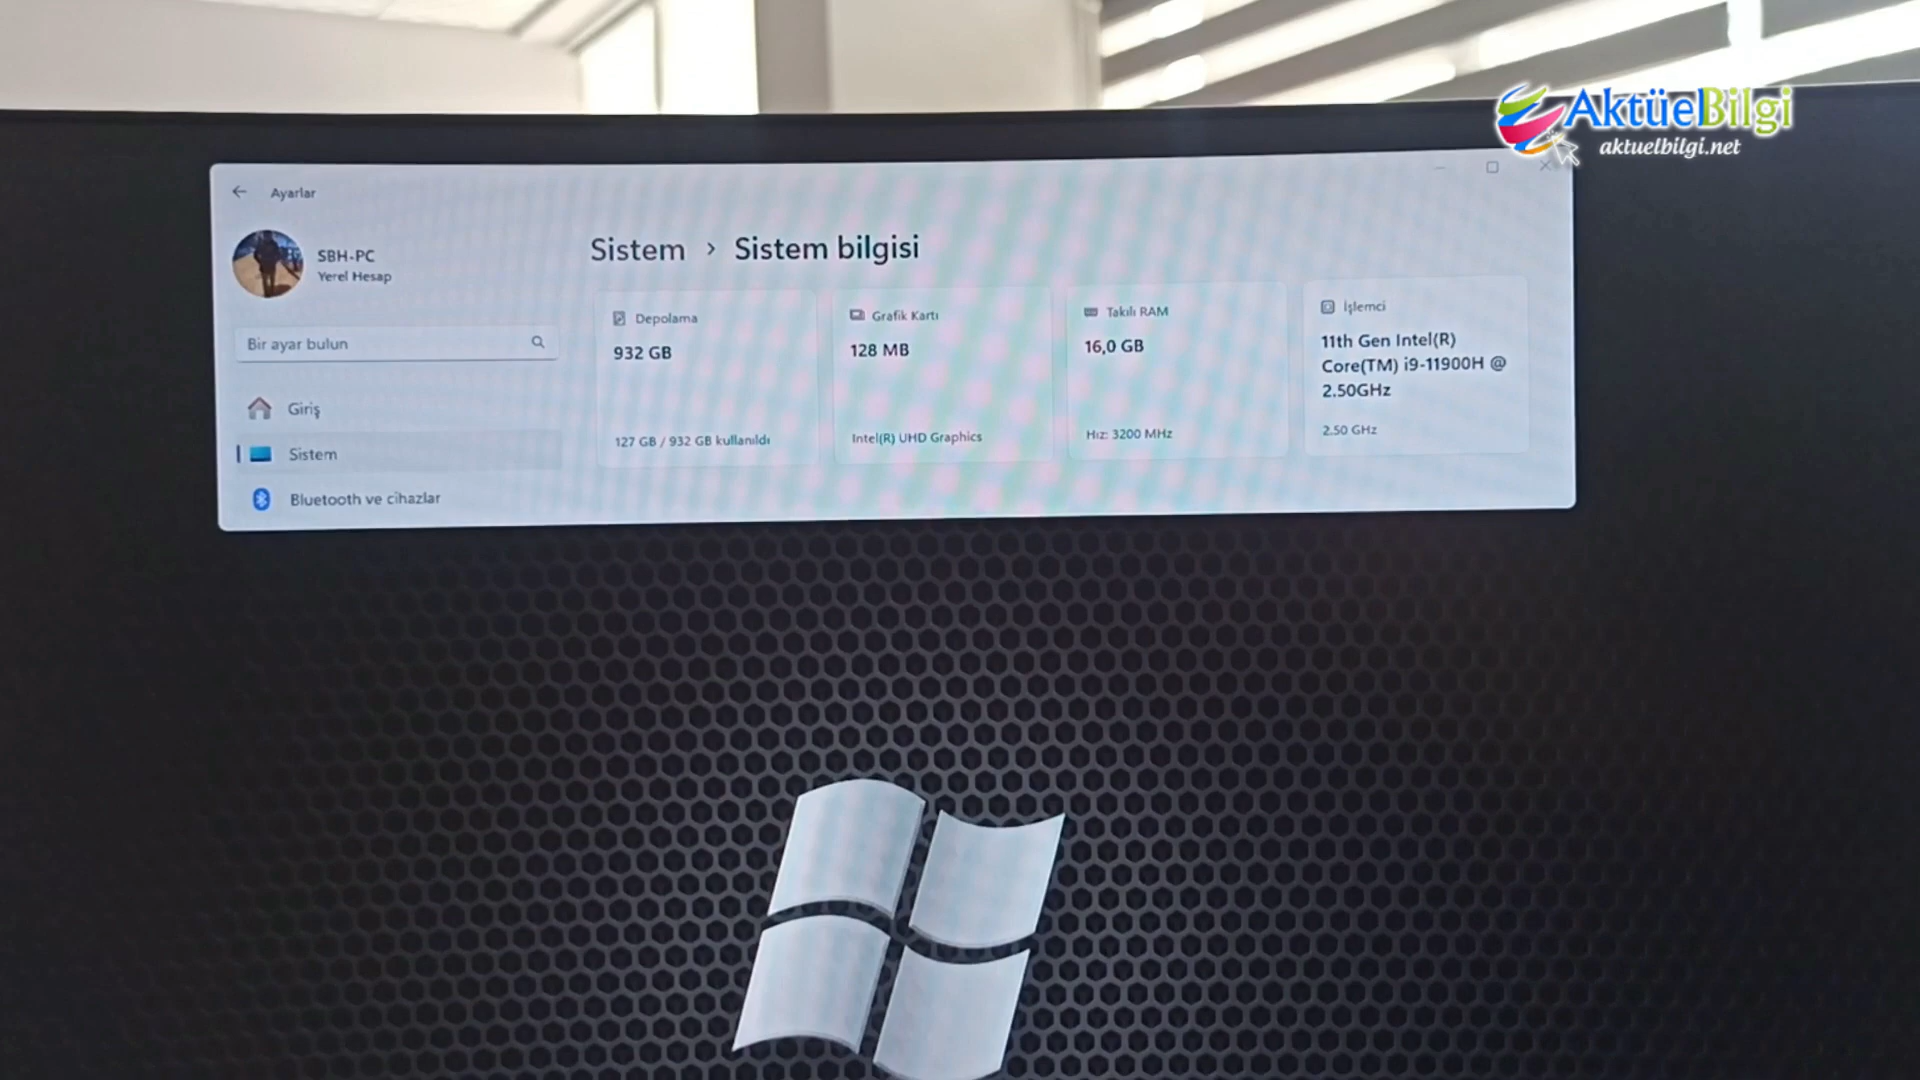 AktüelBilgi
aktuelbilgi.net
Ayarlar
SBH-PC
Yerel Hesap
Bir ayar bulun
Giriş
Sistem
Bluetooth ve cihazlar
Sistem > Sistem bilgisi
Depolama
932 GB
127 GB / 932 GB kullanıldı
Grafik Kartı
128 MB
Intel(R) UHD Graphics
Takılı RAM
16,0 GB
Hız: 3200 MHz
İşlemci
11th Gen Intel(R)
Core(TM) i9-11900H @
2.50GHz
2.50 GHz